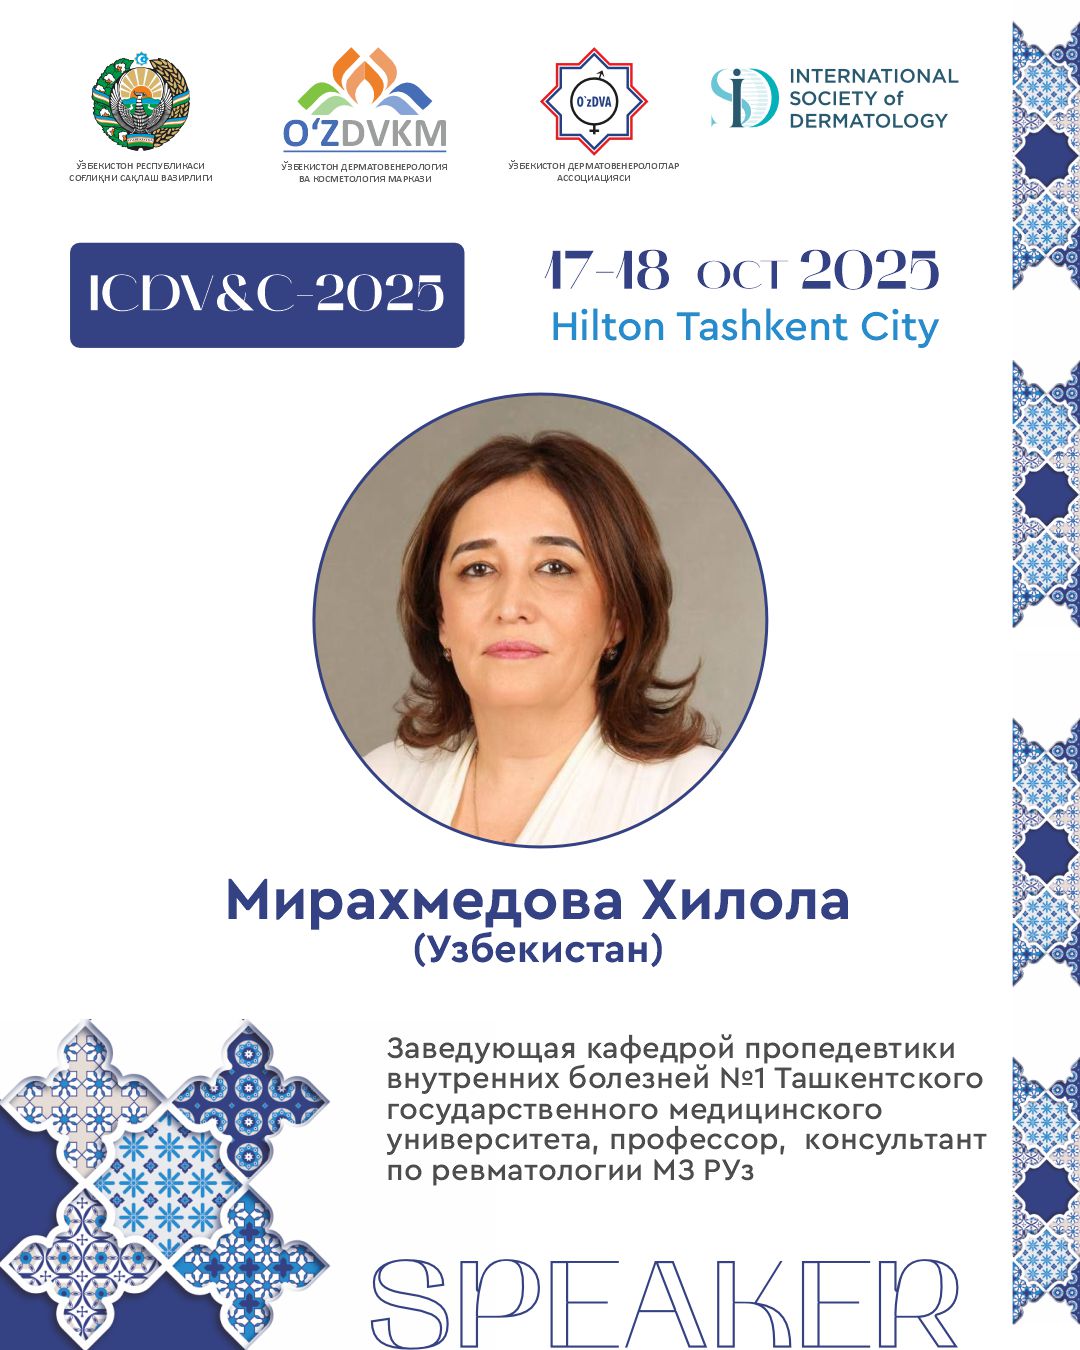 ЎЗБЕКИСТОН РЕСПУБЛИКАСИ
СОҒЛИҚНИ САҚЛАШ ВАЗИРЛИГИ
OʻZDVKM
ЎЗБЕКИСТОН ДЕРМАТОВЕНЕРОЛОГИЯ
ВА КОСМЕТОЛОГИЯ МАРКАЗИ
O`zDVA
ЎЗБЕКИСТОН ДЕРМАТОВЕНЕРОЛОГЛАР
АССОЦИАЦИЯСИ
SiD
INTERNATIONAL
SOCIETY of
DERMATOLOGY
ICDV&C-2025
17-18 OCT 2025
Hilton Tashkent City
Мирахмедова Хилола
(Узбекистан)
Заведующая кафедрой пропедевтики
внутренних болезней №1 Ташкентского
государственного медицинского
университета, профессор, консультант
по ревматологии МЗ РУз
SPEAKER